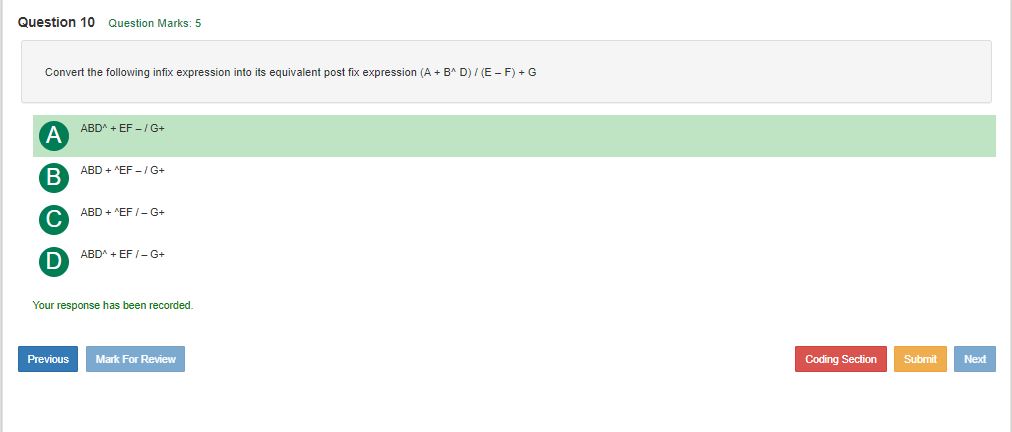 Question 10 Question Marks: 5
Convert the following infix expression into its equivalent post fix expression (A + B^ D) / (E – F) + G
A ABD^ + EF – / G+
B ABD + ^EF – / G+
C ABD + ^EF / – G+
D ABD^ + EF / – G+
Your response has been recorded.
Previous Mark For Review Coding Section Submit Next